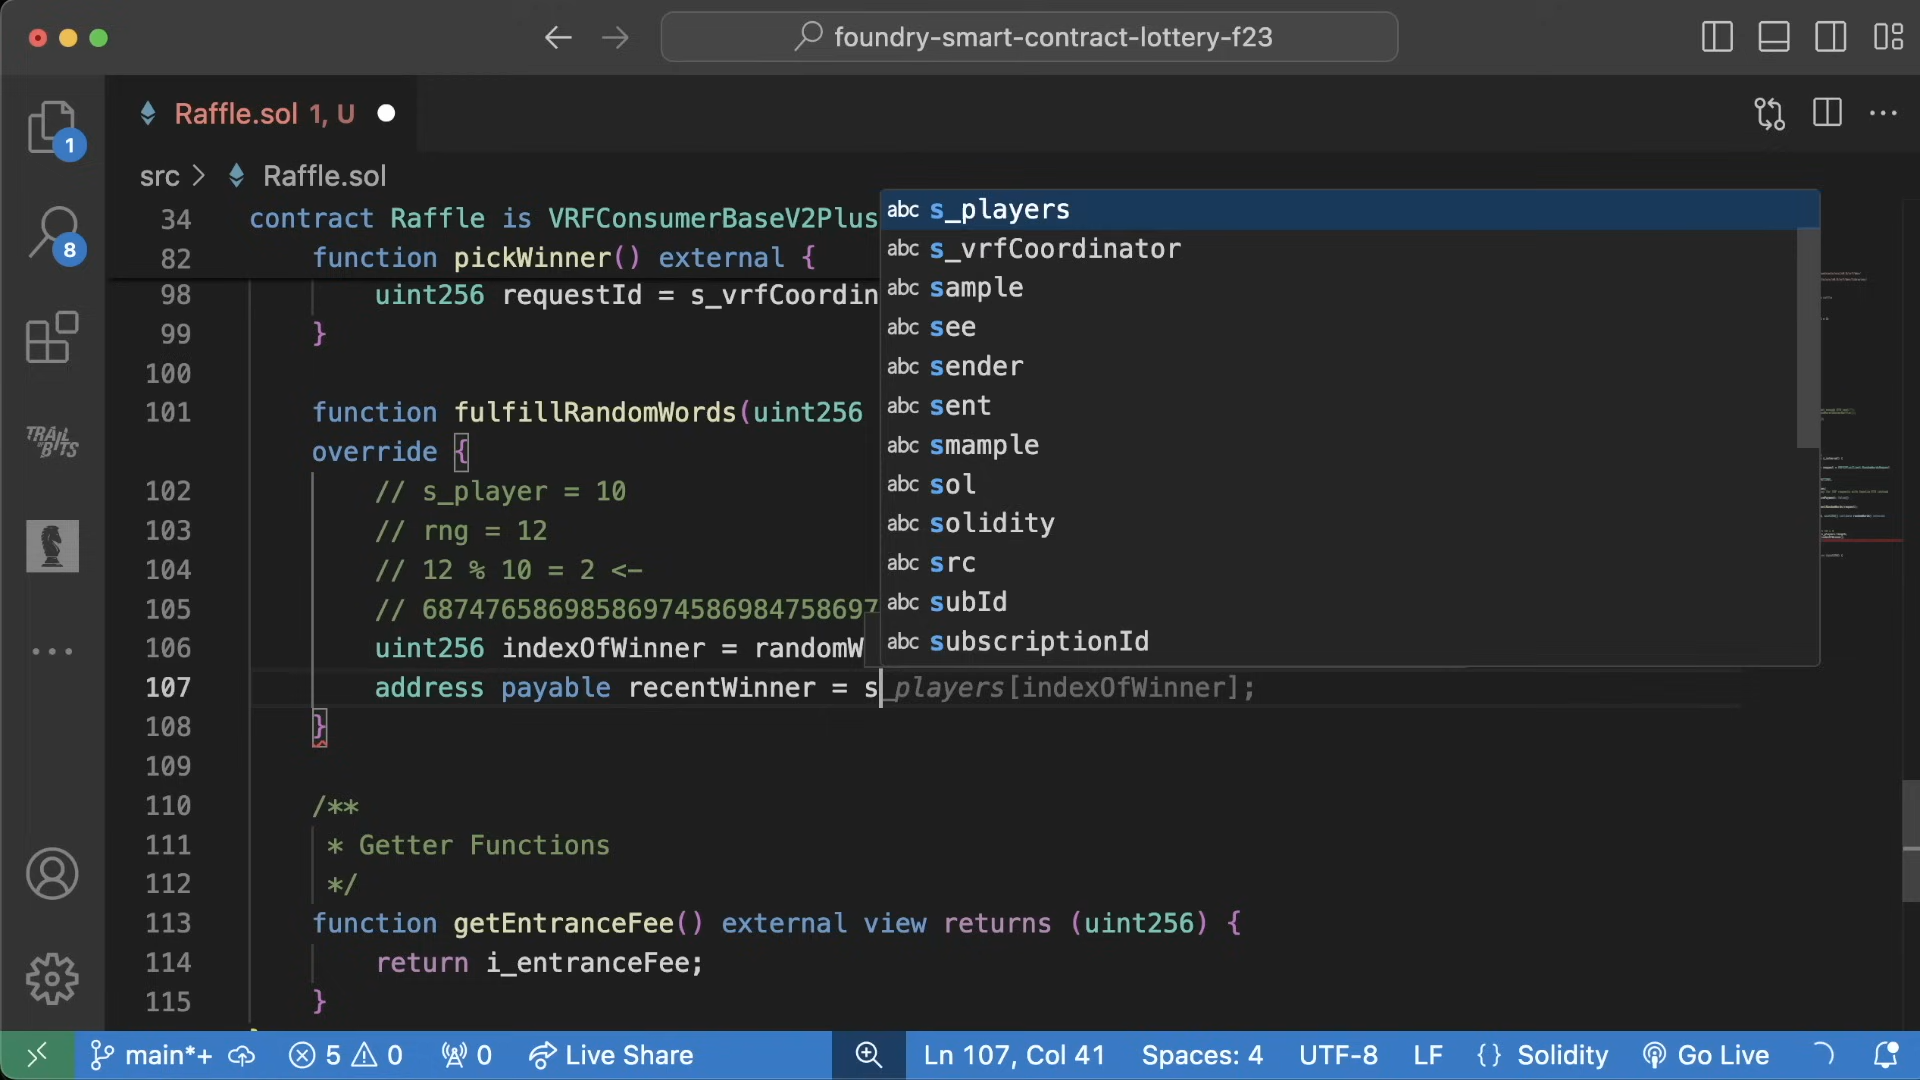 foundry-smart-contract-lottery-f23
Raffle.sol 1, U
1
src > Raffle.sol
8
34 contract Raffle is VRFConsumerBaseV2Plus
82 function pickWinner() external {
98 uint256 requestId = s_vrfCoordin
99 }
100
101 function fulfillRandomWords(uint256
override {
102 // s_player = 10
103 // rng = 12
104 // 12 % 10 = 2 <-
105 // 68747658698586974586984758697
106 uint256 indexOfWinner = randomW
107 address payable recentWinner = s_players[indexOfWinner];
108 }
109
110 /**
111 * Getter Functions
112 */
113 function getEntranceFee() external view returns (uint256) {
114 return i_entranceFee;
115 }
abc s_players
abc s_vrfCoordinator
abc sample
abc see
abc sender
abc sent
abc smample
abc sol
abc solidity
abc src
abc subId
abc subscriptionId
TRAIL OF BITS
main*+ 5 0 0 Live Share Ln 107, Col 41 Spaces: 4 UTF-8 LF {} Solidity Go Live